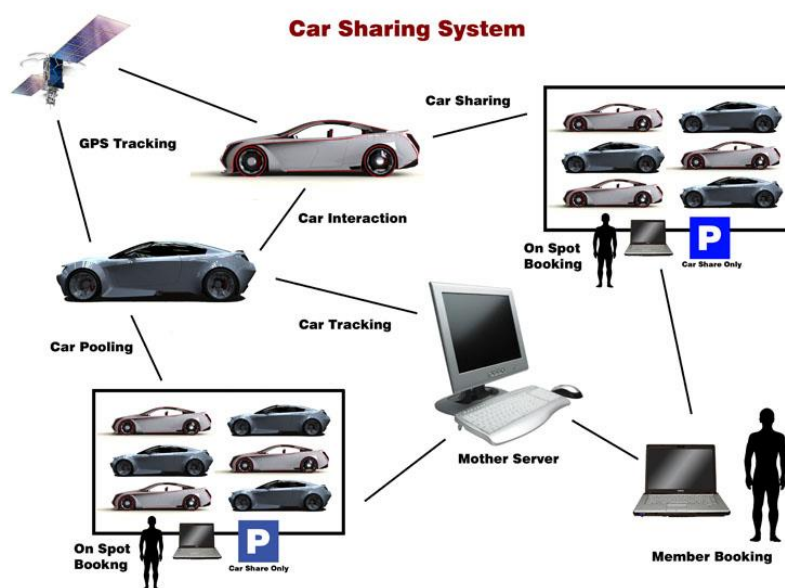 Car Sharing System
Car Sharing
GPS Tracking
Car Interaction
On Spot
Booking
P
Car Share Only
Car Tracking
Car Pooling
Mother Server
On Spot
Bookng
P
Car Share Only
Member Booking